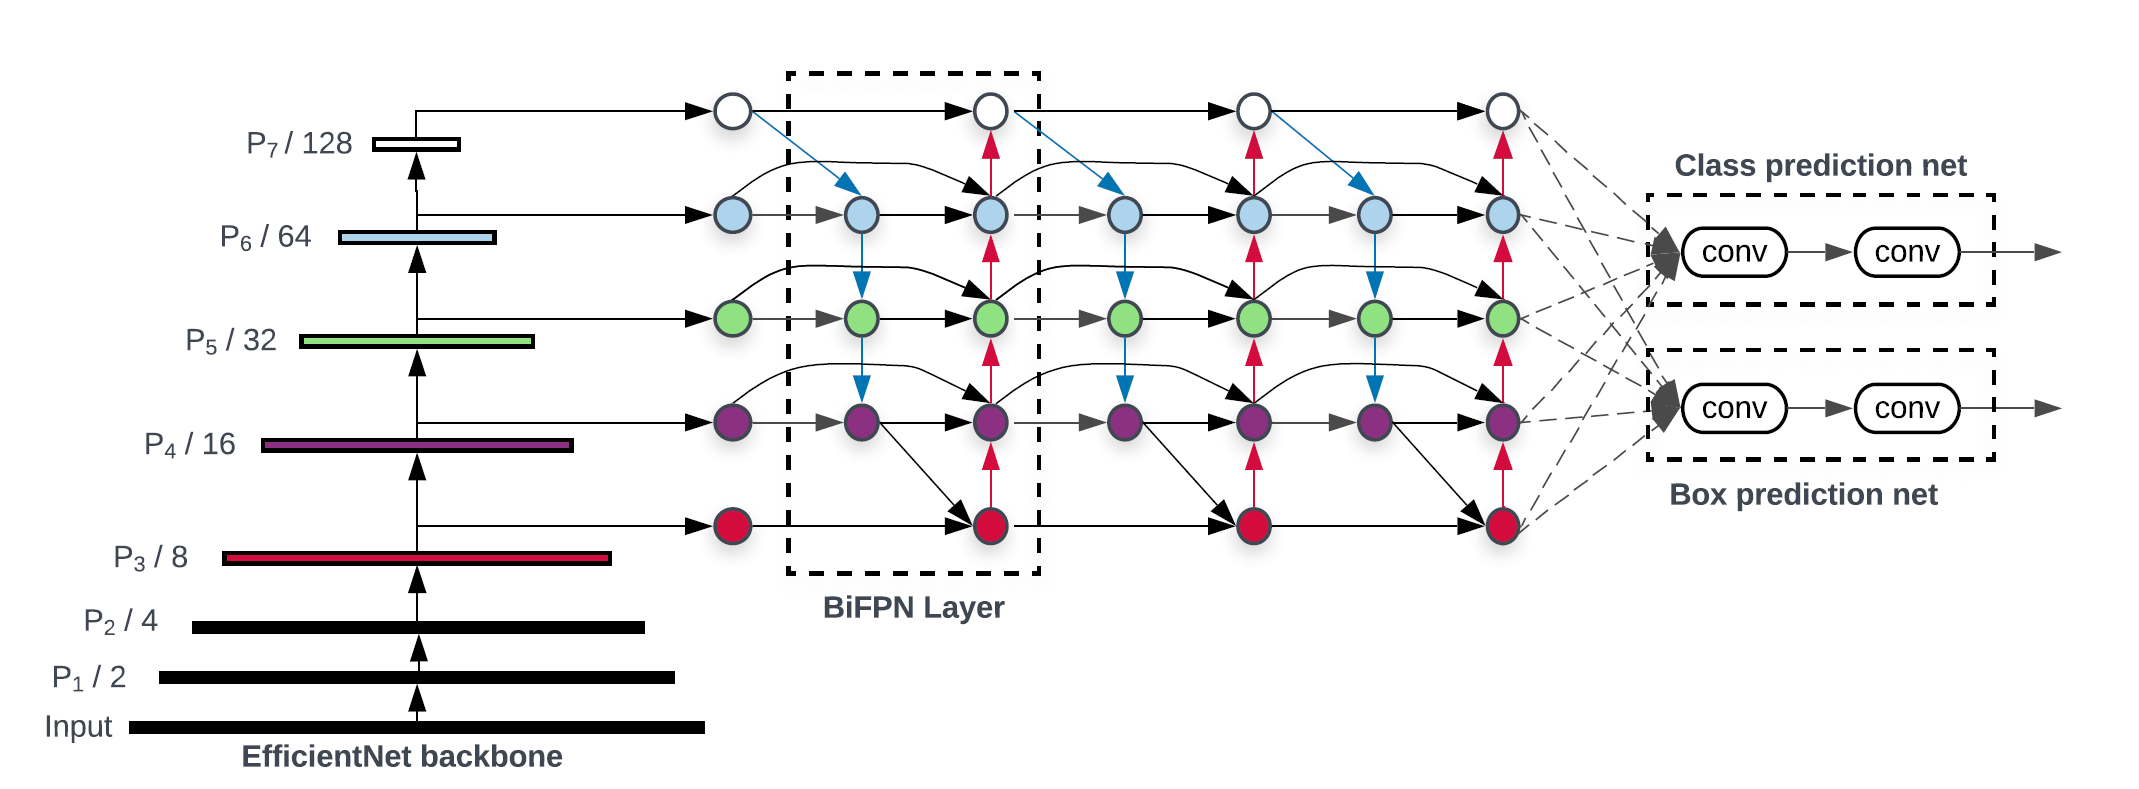 P7 / 128
P6 / 64
P5 / 32
P4 / 16
P3 / 8
P2 / 4
P1 / 2
Input
EfficientNet backbone
BiFPN Layer
Class prediction net
conv conv
conv conv
Box prediction net